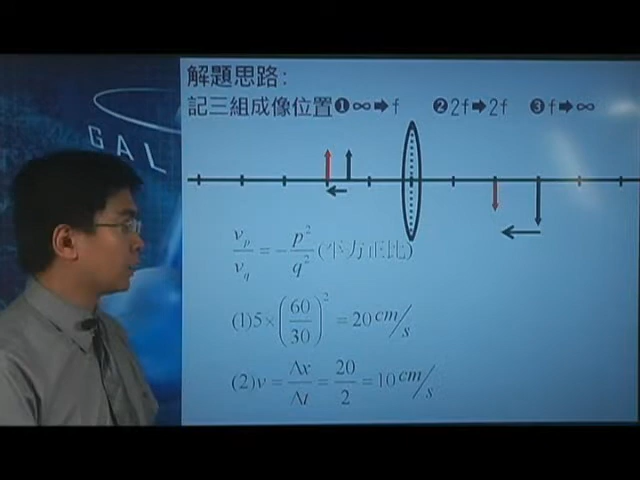 解題思路:
記三組成像位置❶∞➡f ❷2f➡2f ❸f➡∞
GAL
v_p/v_q = -p²/q² (平方正比)
(1)5×(60/30)² = 20 cm/s
(2)v = Δx/Δt = 20/2 = 10 cm/s